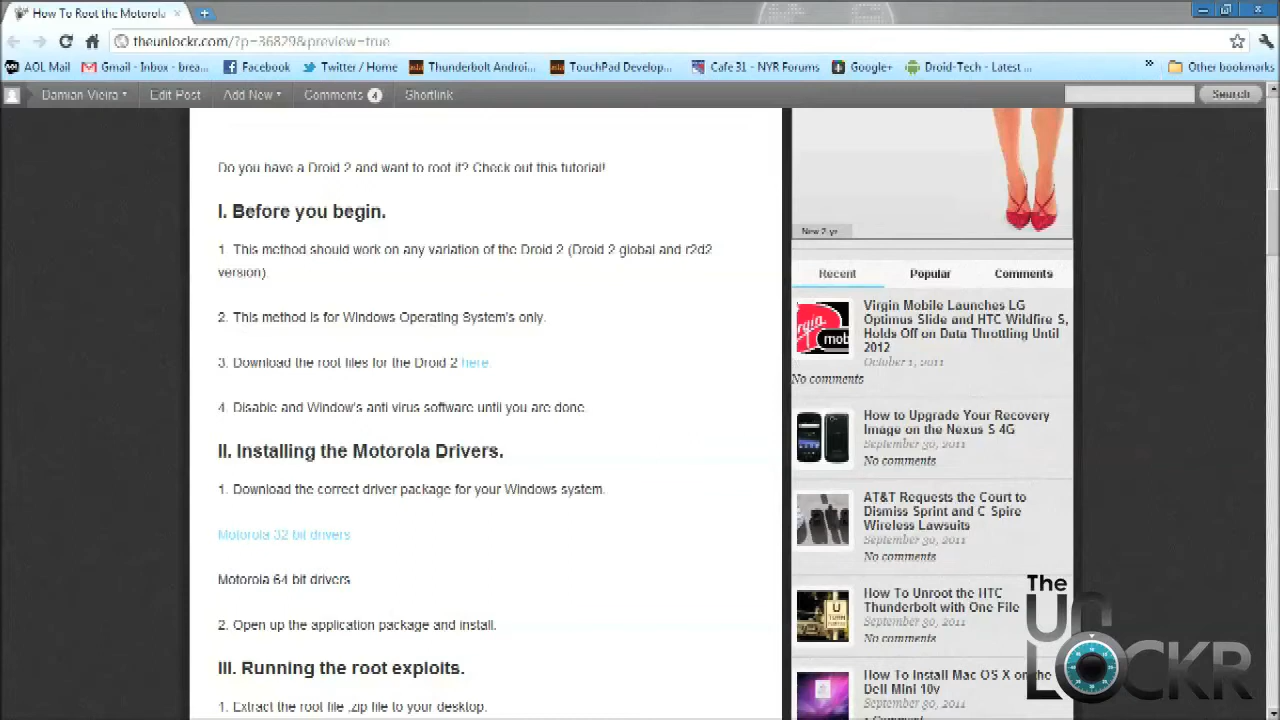 How To Root the Motorola
theunlockr.com/?p=36829&preview=true
AOL Mail
Gmail - Inbox - brea...
Facebook
Twitter / Home
Thunderbolt Androi...
TouchPad Develop...
Cafe 31 - NYR Forums
Google+
Droid-Tech - Latest ...
»
Other bookmarks
Damian Vieira
Edit Post
Add New
Comments 4
Shortlink
Search
Do you have a Droid 2 and want to root it? Check out this tutorial!
I. Before you begin.
1. This method should work on any variation of the Droid 2 (Droid 2 global and r2d2
version).
2. This method is for Windows Operating System's only.
3. Download the root files for the Droid 2 here.
4. Disable and Window's anti virus software until you are done.
II. Installing the Motorola Drivers.
1. Download the correct driver package for your Windows system.
Motorola 32 bit drivers
Motorola 64 bit drivers
2. Open up the application package and install.
III. Running the root exploits.
1. Extract the root file .zip file to your desktop.
New 2-yr
Recent
Popular
Comments
Virgin Mobile Launches LG
Optimus Slide and HTC Wildfire S,
Holds Off on Data Throttling Until
2012
October 1, 2011
No comments
How to Upgrade Your Recovery
Image on the Nexus S 4G
September 30, 2011
No comments
AT&T Requests the Court to
Dismiss Sprint and C Spire
Wireless Lawsuits
September 30, 2011
No comments
How To Unroot the HTC
Thunderbolt with One File
September 30, 2011
No comments
How To Install Mac OS X on the
Dell Mini 10v
September 30, 2011
The
UN
LOCKR